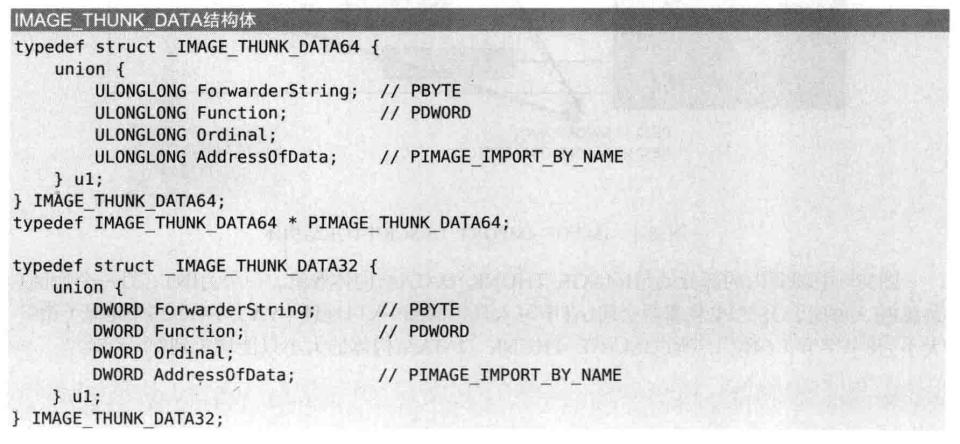 IMAGE_THUNK_DATA结构体
typedef struct _IMAGE_THUNK_DATA64 {
    union {
        ULONGLONG ForwarderString;  // PBYTE
        ULONGLONG Function;         // PDWORD
        ULONGLONG Ordinal;
        ULONGLONG AddressOfData;    // PIMAGE_IMPORT_BY_NAME
    } u1;
} IMAGE_THUNK_DATA64;
typedef IMAGE_THUNK_DATA64 * PIMAGE_THUNK_DATA64;
typedef struct _IMAGE_THUNK_DATA32 {
    union {
        DWORD ForwarderString;      // PBYTE
        DWORD Function;             // PDWORD
        DWORD Ordinal;
        DWORD AddressOfData;        // PIMAGE_IMPORT_BY_NAME
    } u1;
} IMAGE_THUNK_DATA32;